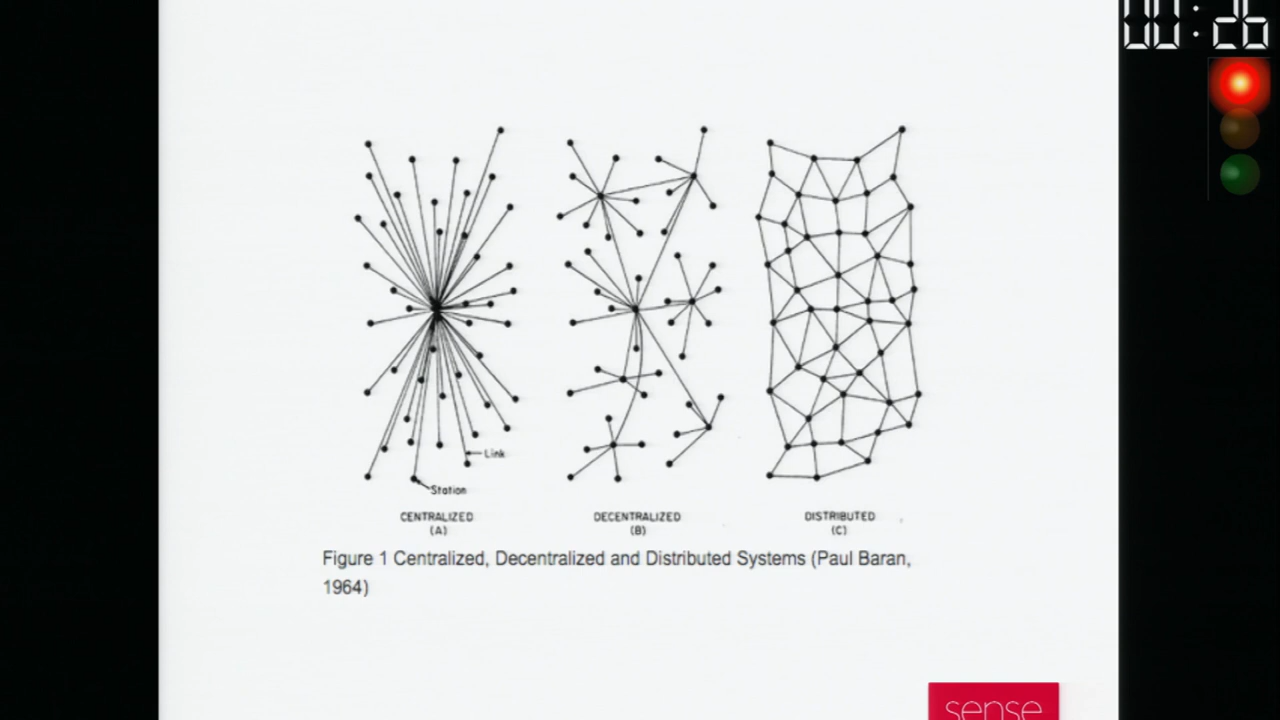 00:26
Link
Station
CENTRALIZED
(A)
DECENTRALIZED
(B)
DISTRIBUTED
(C)
Figure 1 Centralized, Decentralized and Distributed Systems (Paul Baran,
1964)
sense